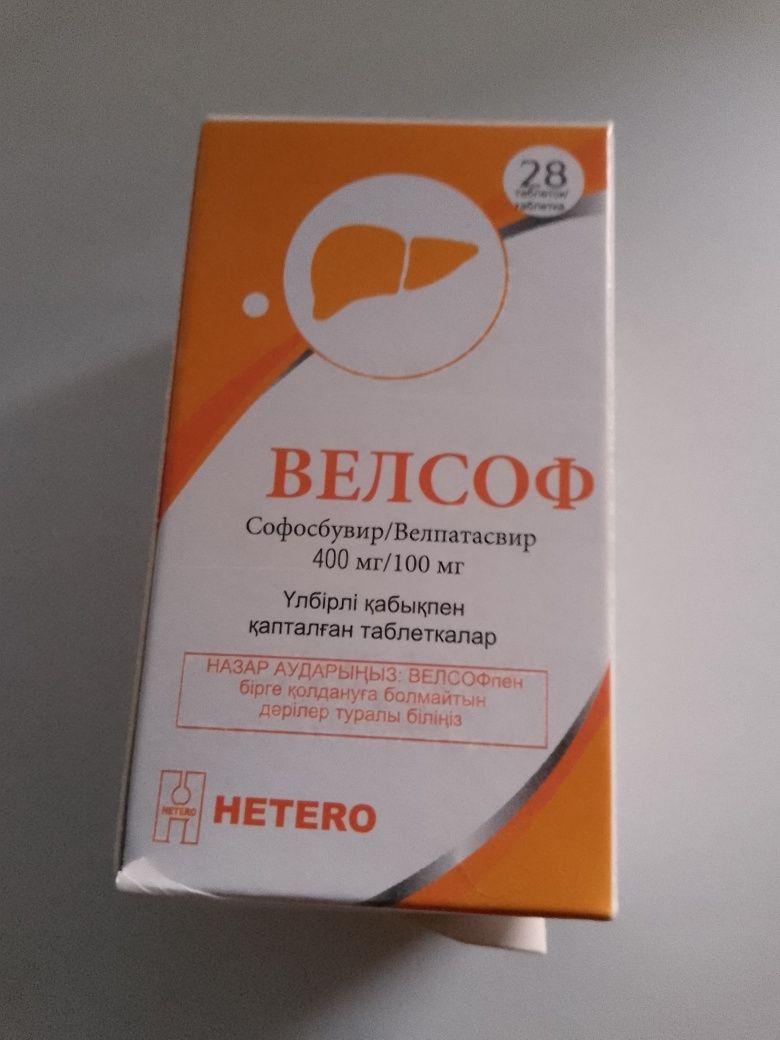 28
таблеток/
таблетка
ВЕЛСОФ
Софосбувир/Велпатасвир
400 мг/100 мг
Үлбірлі қабықпен
қапталған таблеткалар
НАЗАР АУДАРЫҢЫЗ: ВЕЛСОФпен
бірге қолдануға болмайтын
дәрілер туралы біліңіз
HETERO
HETERO